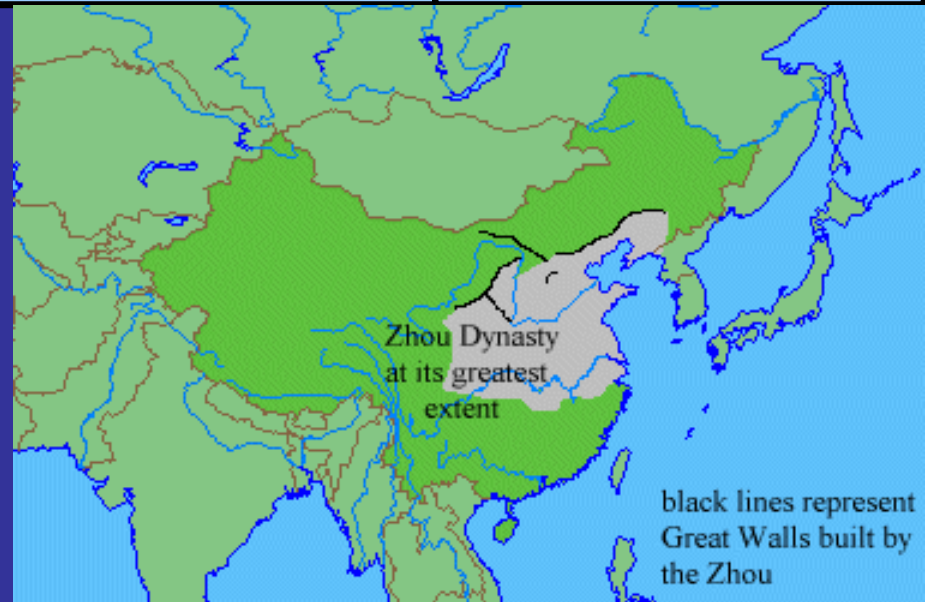 Zhou Dynasty
at its greatest
extent
black lines represent
Great Walls built by
the Zhou